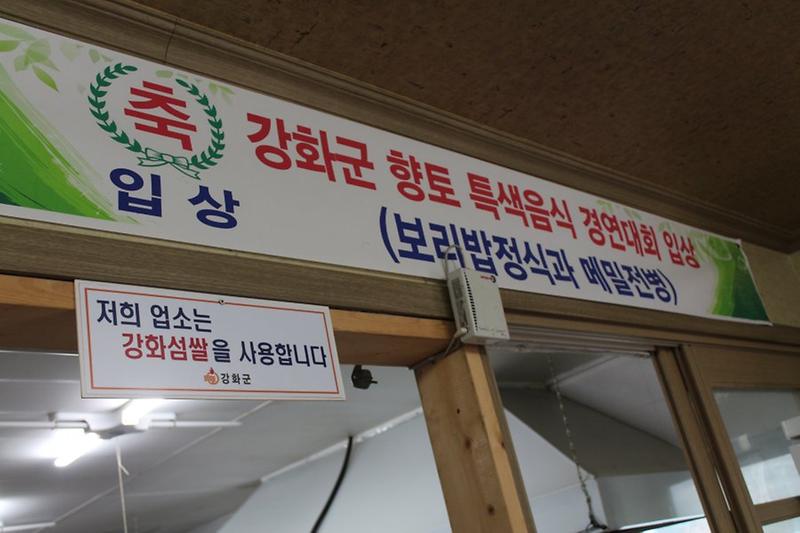 축
입상
강화군 향토 특색음식 경연대회 입상
(보리밥정식과 메밀전병)
저희 업소는
강화섬쌀을 사용합니다
강화군